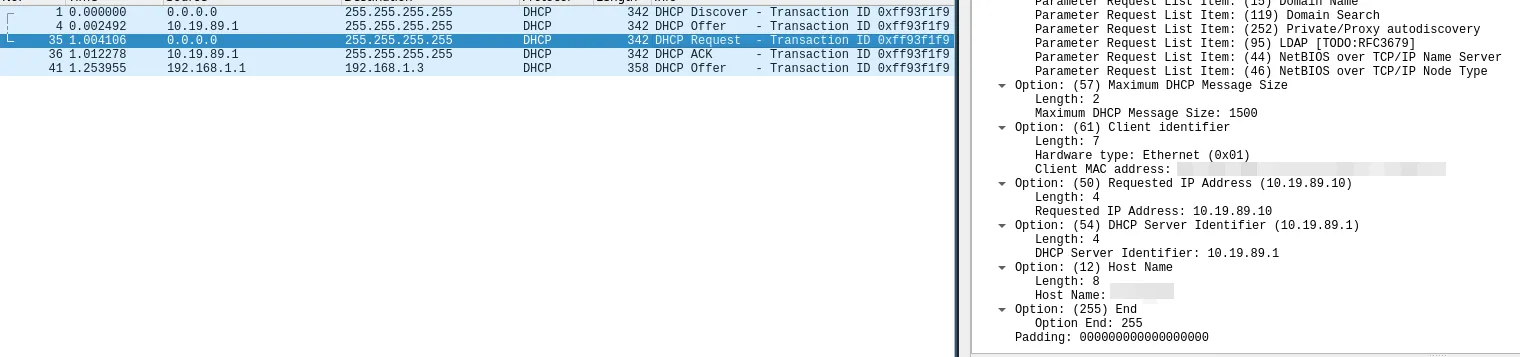 1 0.000000 0.0.0.0 255.255.255.255 DHCP 342 DHCP Discover - Transaction ID 0xff93f1f9
4 0.002492 10.19.89.1 255.255.255.255 DHCP 342 DHCP Offer - Transaction ID 0xff93f1f9
35 1.004106 0.0.0.0 255.255.255.255 DHCP 342 DHCP Request - Transaction ID 0xff93f1f9
36 1.012278 10.19.89.1 255.255.255.255 DHCP 342 DHCP ACK - Transaction ID 0xff93f1f9
41 1.253955 192.168.1.1 192.168.1.3 DHCP 358 DHCP Offer - Transaction ID 0xff93f1f9
Parameter Request List Item: (15) Domain Name
Parameter Request List Item: (119) Domain Search
Parameter Request List Item: (252) Private/Proxy autodiscovery
Parameter Request List Item: (95) LDAP [TODO:RFC3679]
Parameter Request List Item: (44) NetBIOS over TCP/IP Name Server
Parameter Request List Item: (46) NetBIOS over TCP/IP Node Type
Option: (57) Maximum DHCP Message Size
Length: 2
Maximum DHCP Message Size: 1500
Option: (61) Client identifier
Length: 7
Hardware type: Ethernet (0x01)
Client MAC address:
Option: (50) Requested IP Address (10.19.89.10)
Length: 4
Requested IP Address: 10.19.89.10
Option: (54) DHCP Server Identifier (10.19.89.1)
Length: 4
DHCP Server Identifier: 10.19.89.1
Option: (12) Host Name
Length: 8
Host Name:
Option: (255) End
Option End: 255
Padding: 000000000000000000